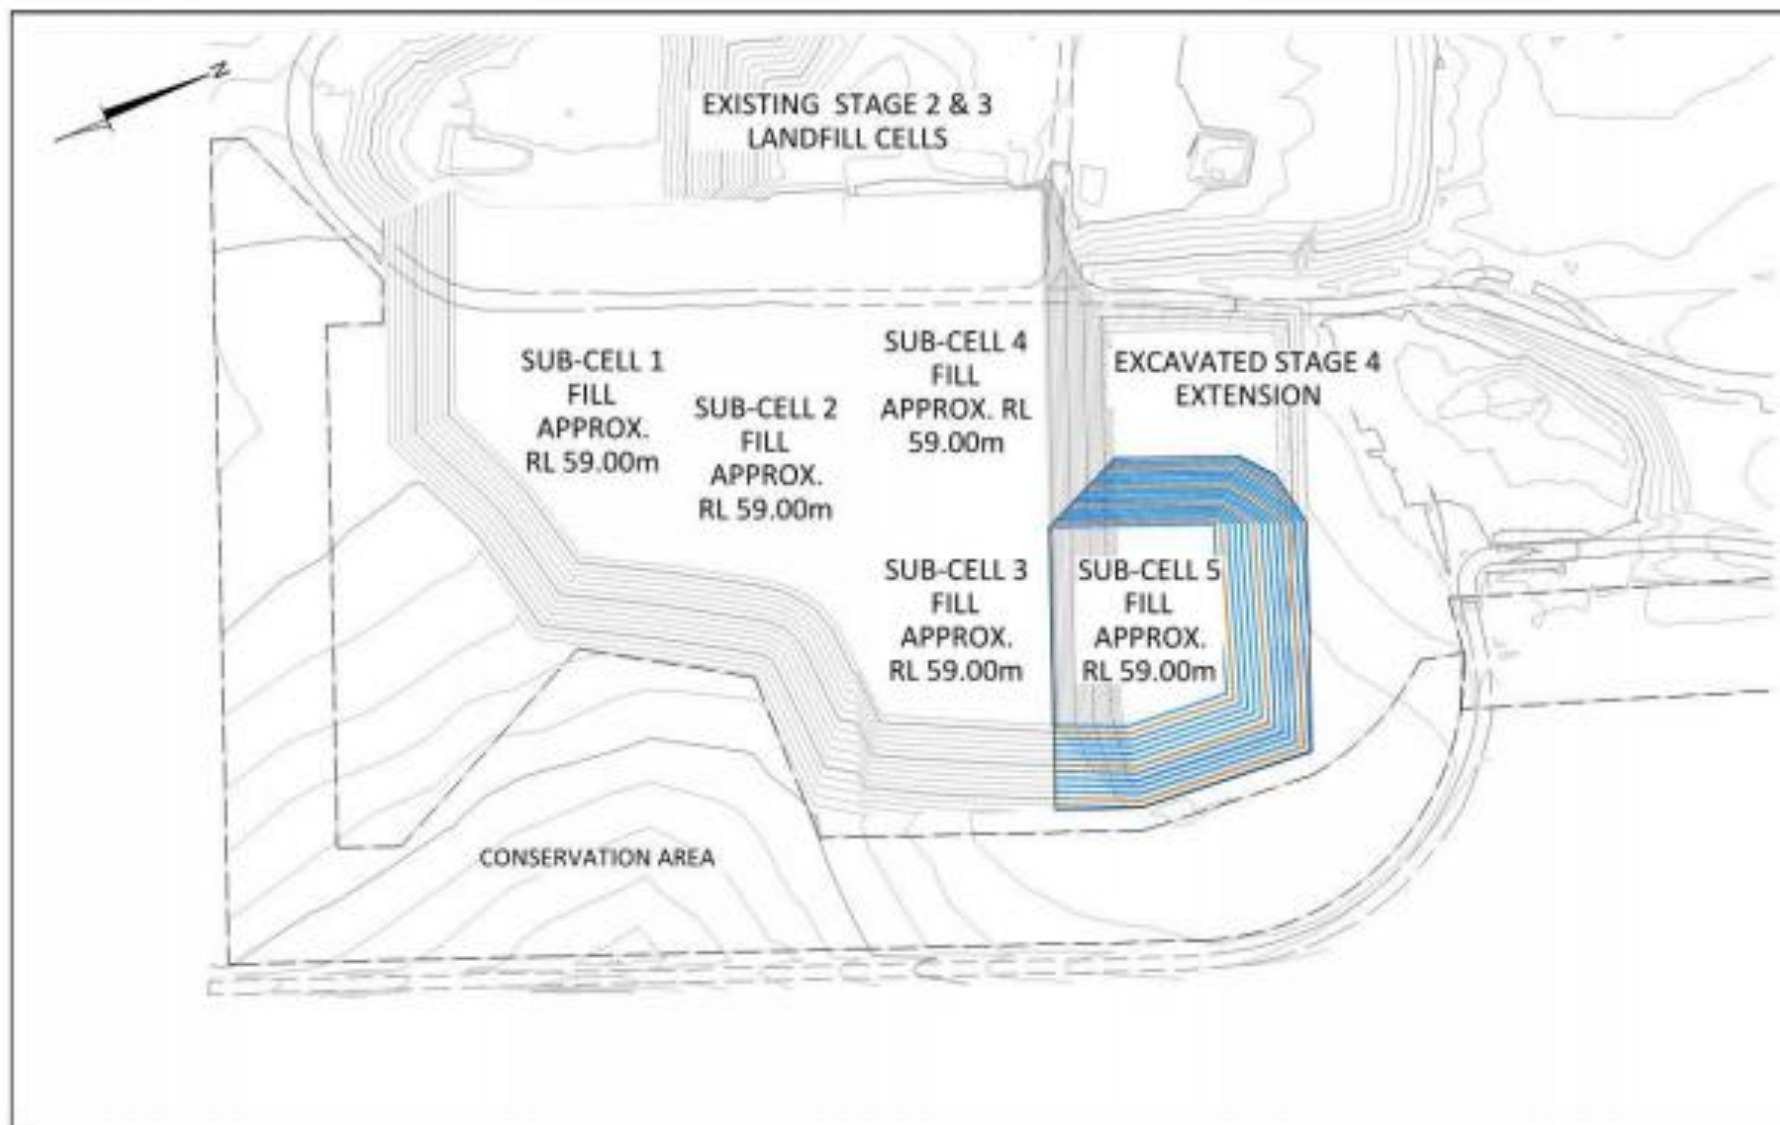 N
EXISTING STAGE 2 & 3
LANDFILL CELLS
SUB-CELL 1
FILL
APPROX.
RL 59.00m
SUB-CELL 2
FILL
APPROX.
RL 59.00m
SUB-CELL 4
FILL
APPROX. RL
59.00m
EXCAVATED STAGE 4
EXTENSION
SUB-CELL 3
FILL
APPROX.
RL 59.00m
SUB-CELL 5
FILL
APPROX.
RL 59.00m
CONSERVATION AREA